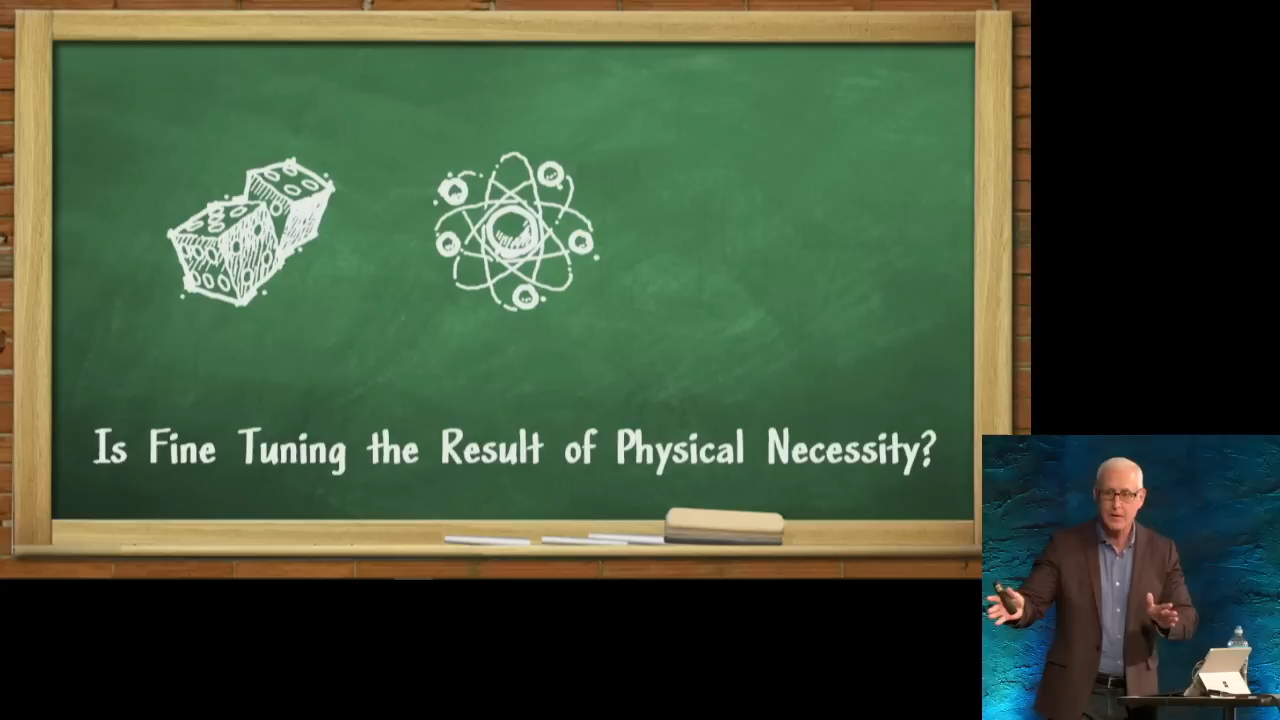 Is Fine Tuning the Result of Physical Necessity?